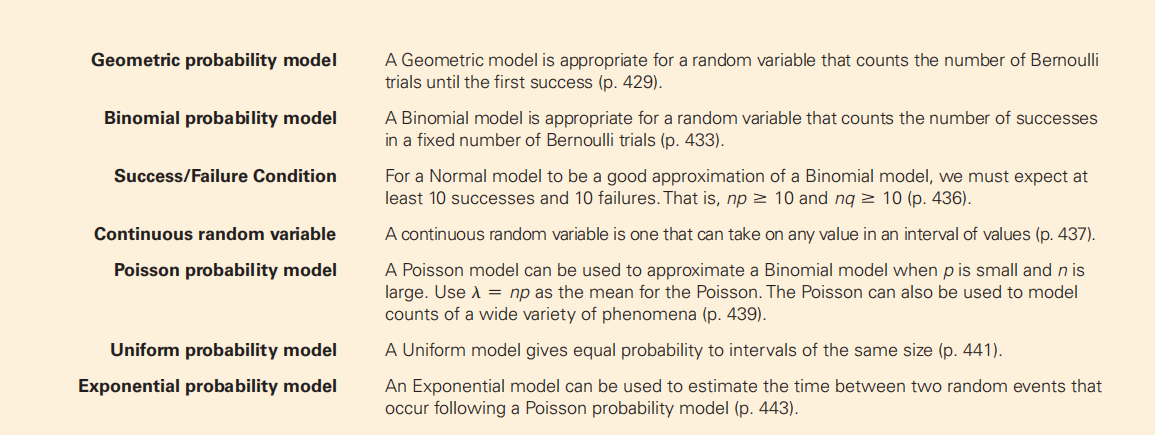 Geometric probability model A Geometric model is appropriate for a random variable that counts the number of Bernoulli
trials until the first success (p. 429).
Binomial probability model A Binomial model is appropriate for a random variable that counts the number of successes
in a fixed number of Bernoulli trials (p. 433).
Success/Failure Condition For a Normal model to be a good approximation of a Binomial model, we must expect at
least 10 successes and 10 failures. That is, np ≥ 10 and nq ≥ 10 (p. 436).
Continuous random variable A continuous random variable is one that can take on any value in an interval of values (p. 437).
Poisson probability model A Poisson model can be used to approximate a Binomial model when p is small and n is
large. Use λ = np as the mean for the Poisson. The Poisson can also be used to model
counts of a wide variety of phenomena (p. 439).
Uniform probability model A Uniform model gives equal probability to intervals of the same size (p. 441).
Exponential probability model An Exponential model can be used to estimate the time between two random events that
occur following a Poisson probability model (p. 443).